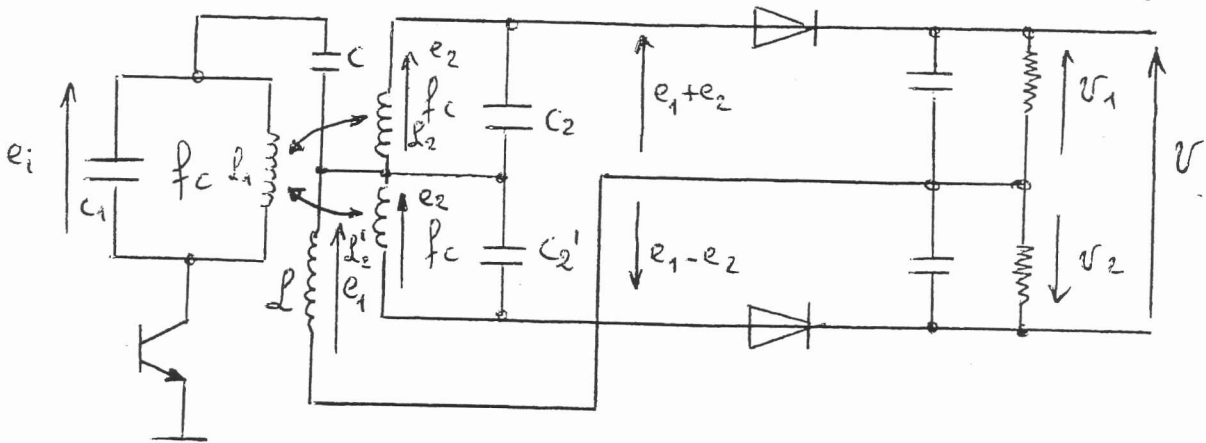 e_i
C_1
f_c
L_1
C
e_2
f_c
L_2
e_2
L_2'
f_c
L
e_1
C_2
C_2'
e_1+e_2
e_1-e_2
v_1
v_2
v